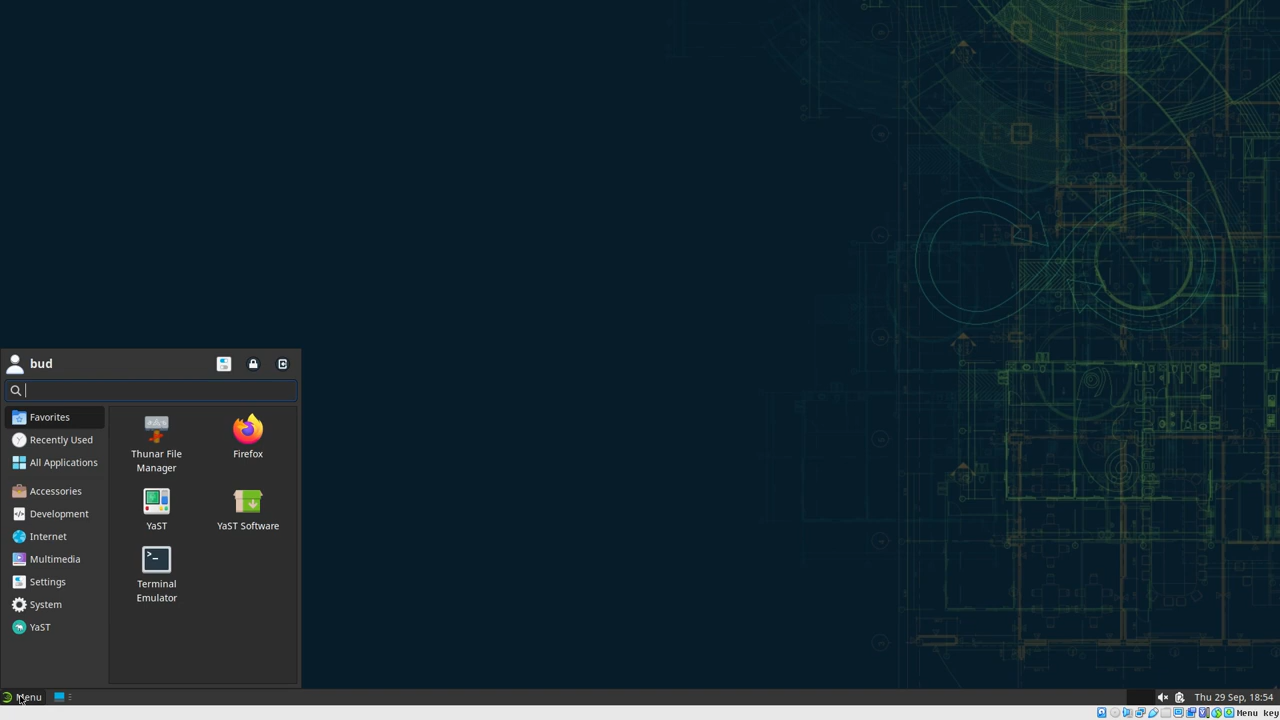 bud
Favorites
Recently Used
All Applications
Accessories
Development
Internet
Multimedia
Settings
System
YaST
Thunar File
Manager
Firefox
YaST
YaST Software
>-
Terminal
Emulator
Menu
Thu 29 Sep, 18:54
Menu key